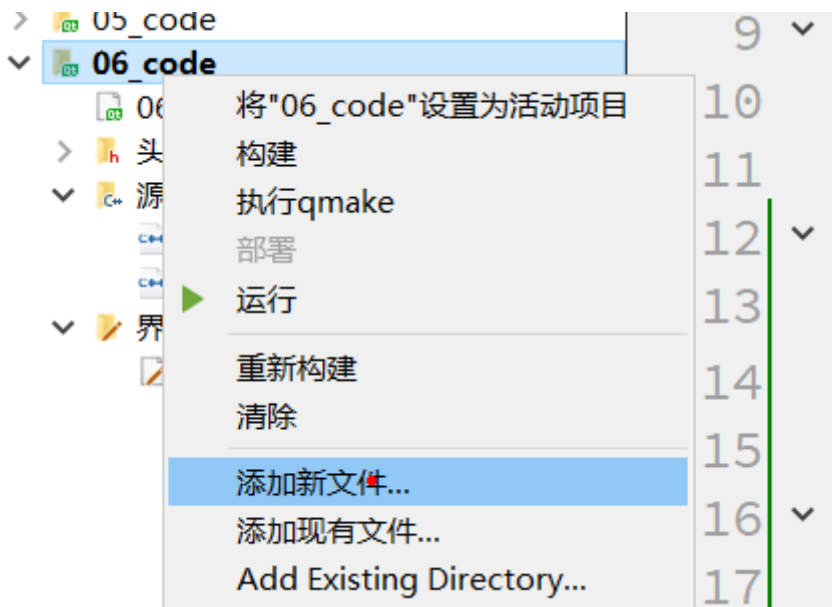 05_code
06_code
06
头
源
界
将"06_code"设置为活动项目
构建
执行qmake
部署
运行
重新构建
清除
添加新文件...
添加现有文件...
Add Existing Directory...
9
10
11
12
13
14
15
16
17